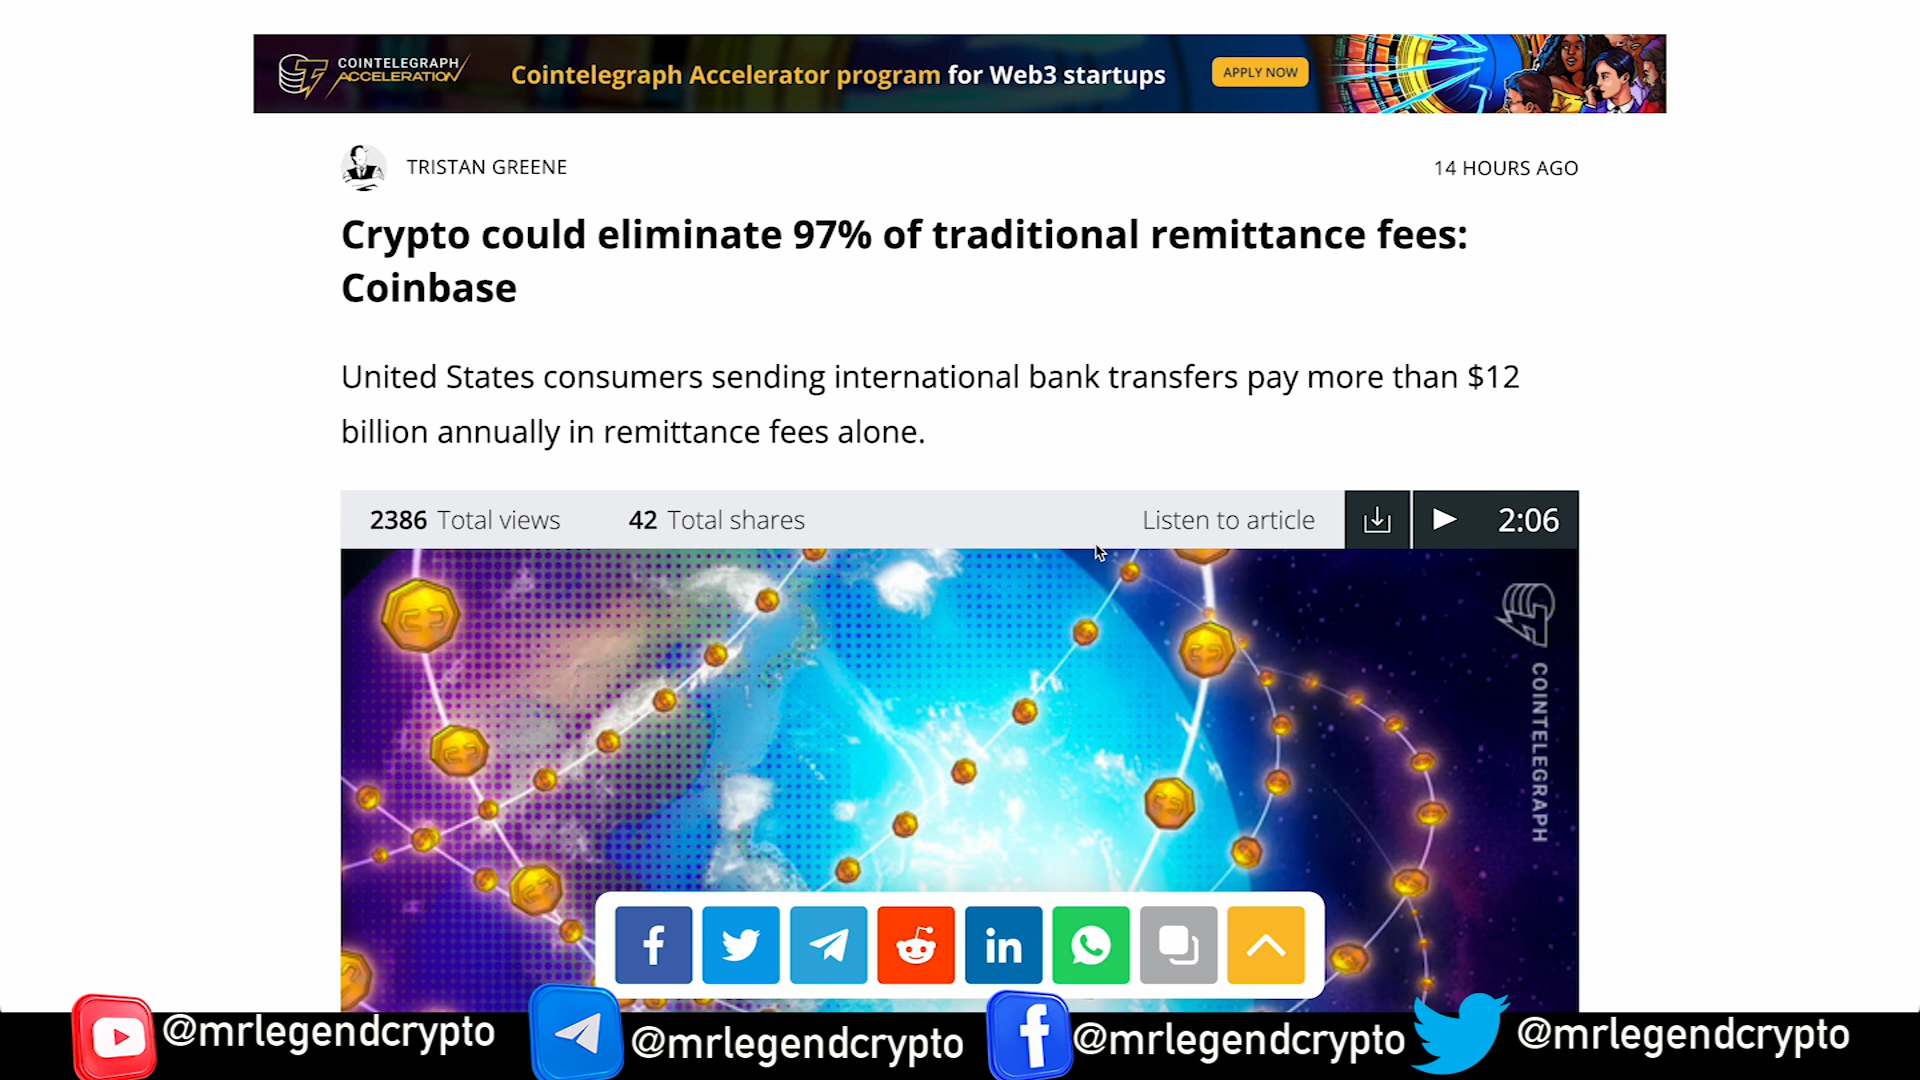 COINTELEGRAPH
ACCELERATION
Cointelegraph Accelerator program for Web3 startups
APPLY NOW
TRISTAN GREENE
14 HOURS AGO
Crypto could eliminate 97% of traditional remittance fees:
Coinbase
United States consumers sending international bank transfers pay more than $12
billion annually in remittance fees alone.
2386 Total views 42 Total shares Listen to article 2:06
COINTELEGRAPH
@mrlegendcrypto @mrlegendcrypto @mrlegendcrypto @mrlegendcrypto